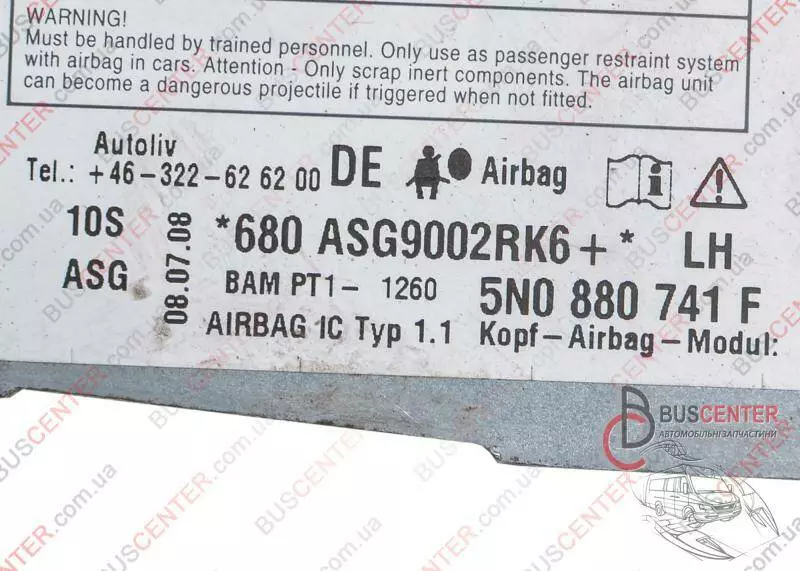 WARNING!
Must be handled by trained personnel. Only use as passenger restraint system
with airbag in cars. Attention - Only scrap inert components. The airbag unit
can become a dangerous projectile if triggered when not fitted.
Autoliv
Tel.: +46-322-62 62 00
DE
Airbag
10S
ASG
08.07.08
*680 ASG9002RK6+* LH
BAM PT1- 1260
5N0 880 741 F
AIRBAG IC Typ 1.1
Kopf-Airbag-Modul:
BUSCENTER
АВТОМОБІЛЬНІ ЗАПЧАСТИНИ
BUSCENTER.com.ua